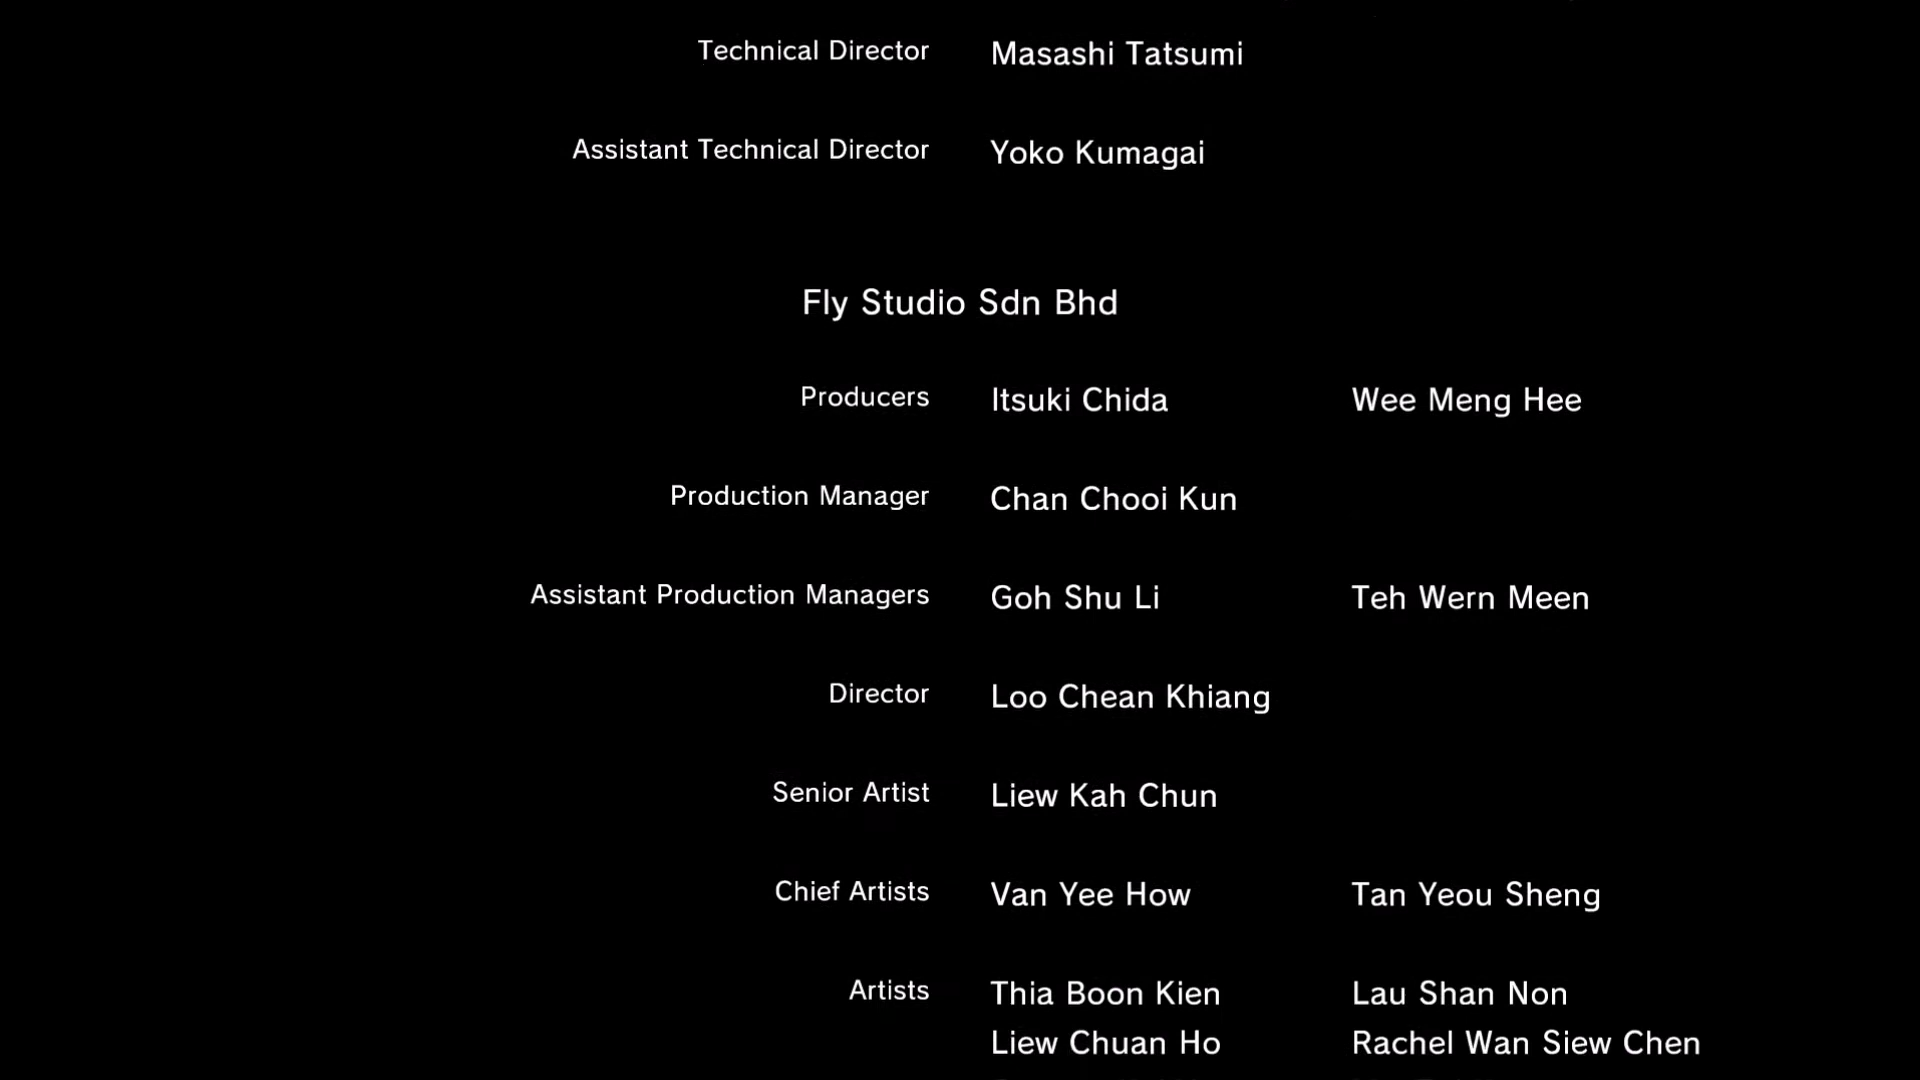 Technical Director Masashi Tatsumi
Assistant Technical Director Yoko Kumagai
Fly Studio Sdn Bhd
Producers Itsuki Chida Wee Meng Hee
Production Manager Chan Chooi Kun
Assistant Production Managers Goh Shu Li Teh Wern Meen
Director Loo Chean Khiang
Senior Artist Liew Kah Chun
Chief Artists Van Yee How Tan Yeou Sheng
Artists Thia Boon Kien Lau Shan Non
Liew Chuan Ho Rachel Wan Siew Chen